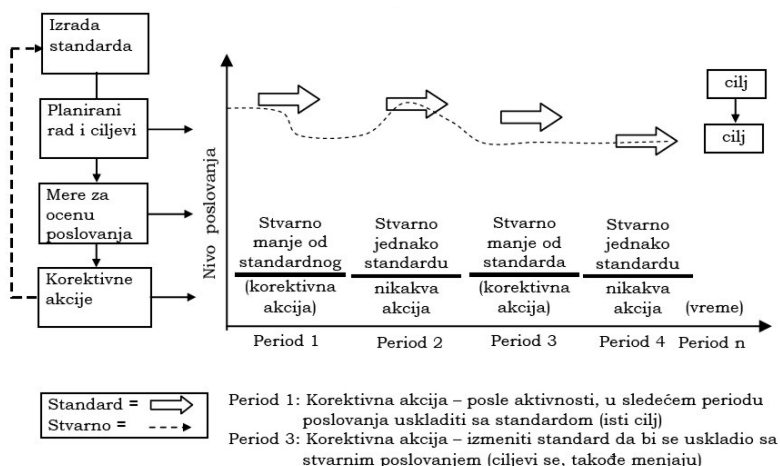 Izrada
standarda
Planirani
rad i ciljevi
Mere za
ocenu
poslovanja
Korektivne
akcije
Nivo poslovanja
cilj
cilj
Stvarno
manje od
standardnog
(korektivna
akcija)
Stvarno
jednako
standardu
nikakva
akcija
Stvarno
manje od
standarda
(korektivna
akcija)
Stvarno
jednako
standardu
nikakva
akcija
(vreme)
Period 1
Period 2
Period 3
Period 4
Period n
Standard =
Stvarno =
Period 1: Korektivna akcija – posle aktivnosti, u sledećem periodu
poslovanja uskladiti sa standardom (isti cilj)
Period 3: Korektivna akcija – izmeniti standard da bi se uskladio sa
stvarnim poslovanjem (ciljevi se, takođe menjaju)